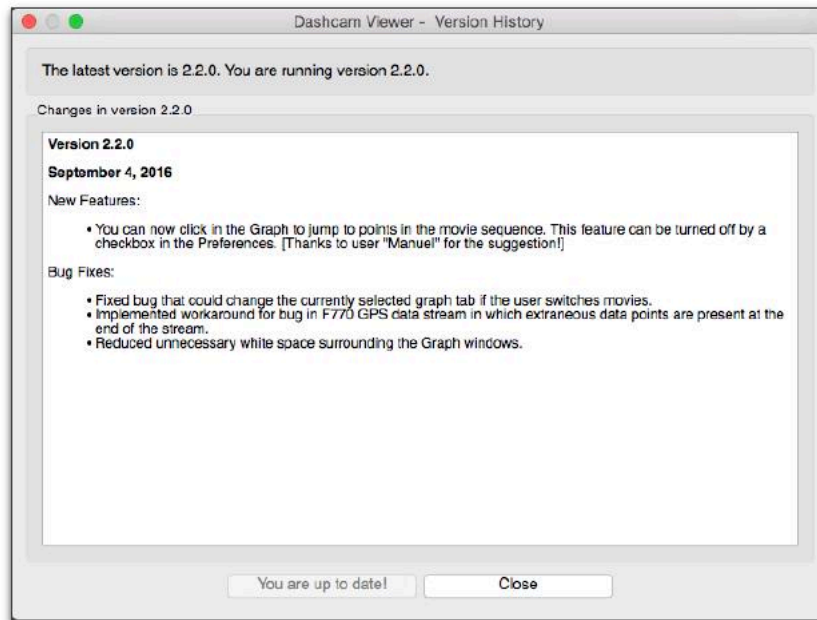 Dashcam Viewer - Version History
The latest version is 2.2.0. You are running version 2.2.0.
Changes in version 2.2.0
Version 2.2.0
September 4, 2016
New Features:
• You can now click in the Graph to jump to points in the movie sequence. This feature can be turned off by a
checkbox in the Preferences. [Thanks to user "Manuel" for the suggestion!]
Bug Fixes:
• Fixed bug that could change the currently selected graph tab if the user switches movies.
• Implemented workaround for bug in F770 GPS data stream in which extraneous data points are present at the
end of the stream.
• Reduced unnecessary white space surrounding the Graph windows.
You are up to date!
Close